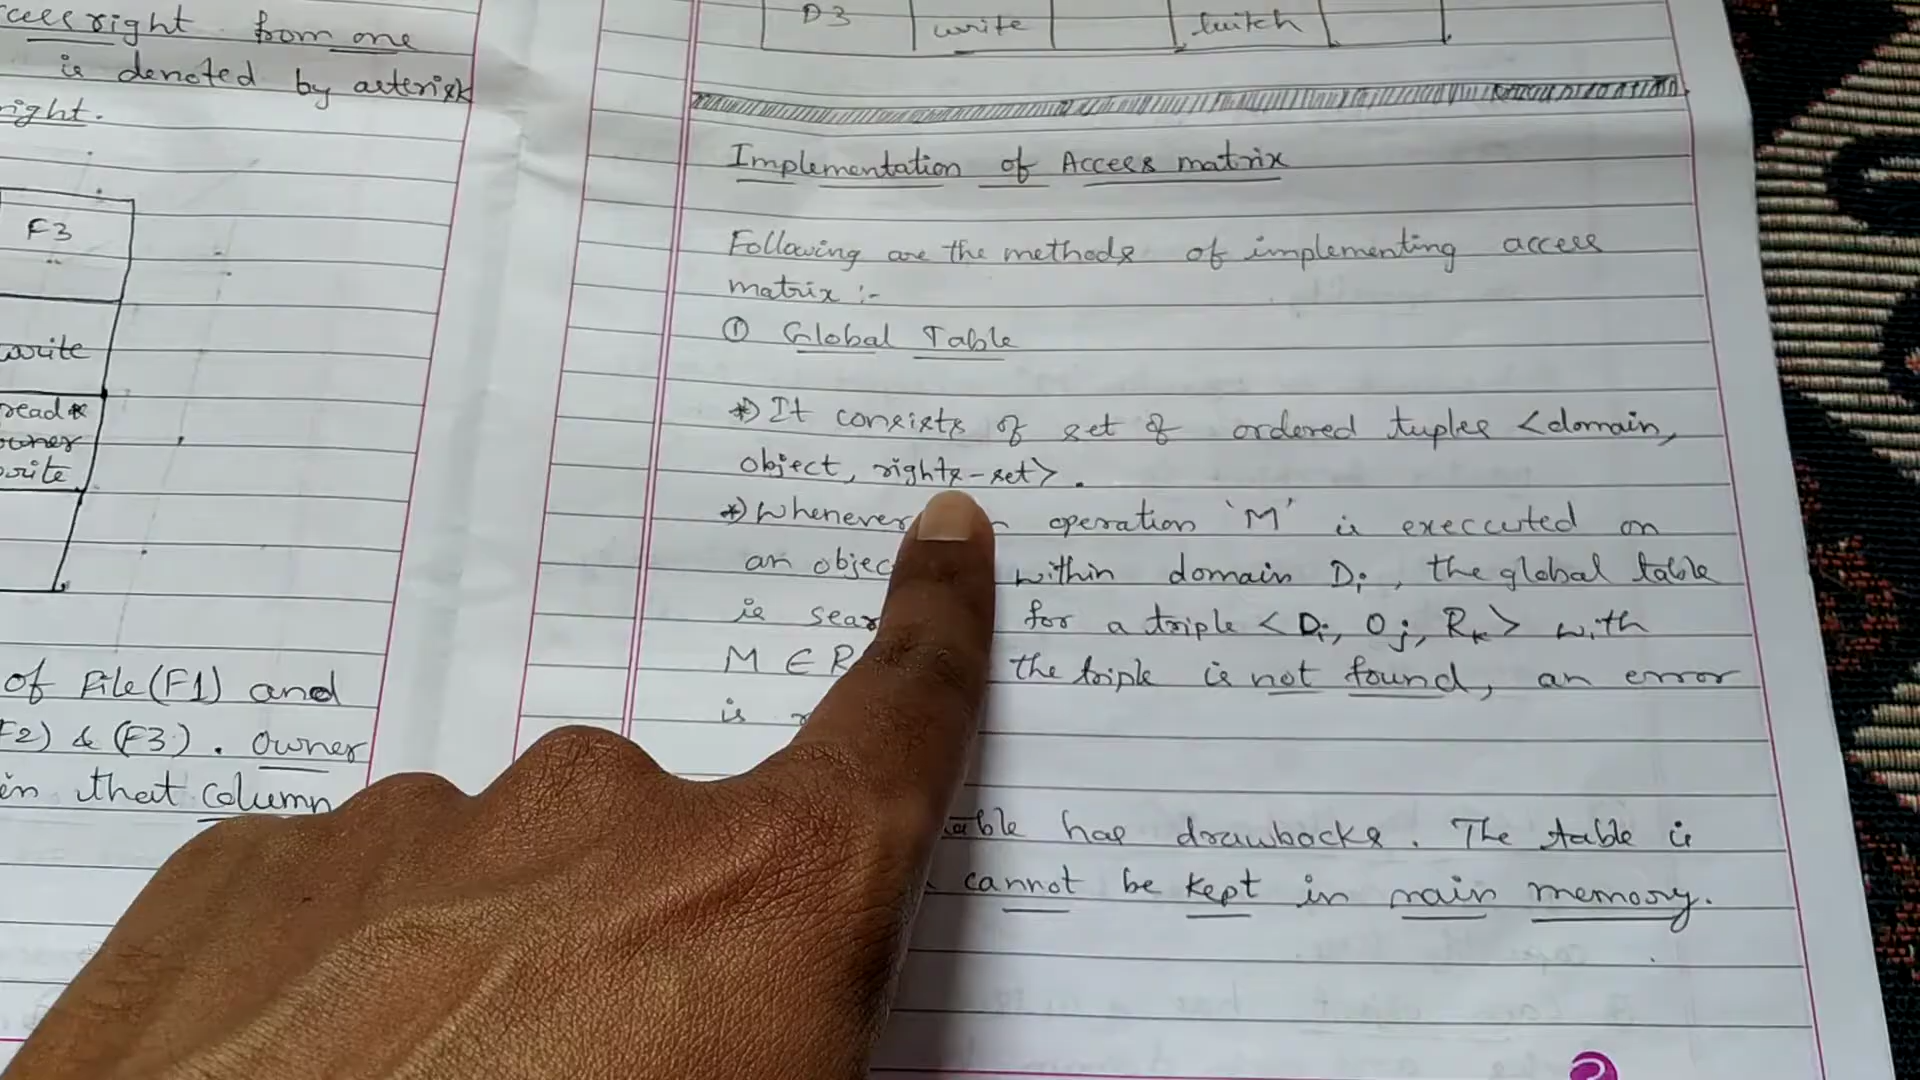 access right from one
is denoted by asterisk
right.
F3
write
read*
owner
write
of File(F1) and
F2) & (F3). Owner
in that column
D3 write switch
Implementation of Access matrix
Following are the methods of implementing access
matrix :-
① Global Table
*) It consists of set of ordered tuples <domain,
object, rights-set>.
*) Whenever operation 'M' is executed on
an objec within domain Di, the global table
is sear for a triple <Di, Oj, Rk> with
M ∈ R the triple is not found, an error
is
able has drawbacks. The table is
cannot be kept in main memory.